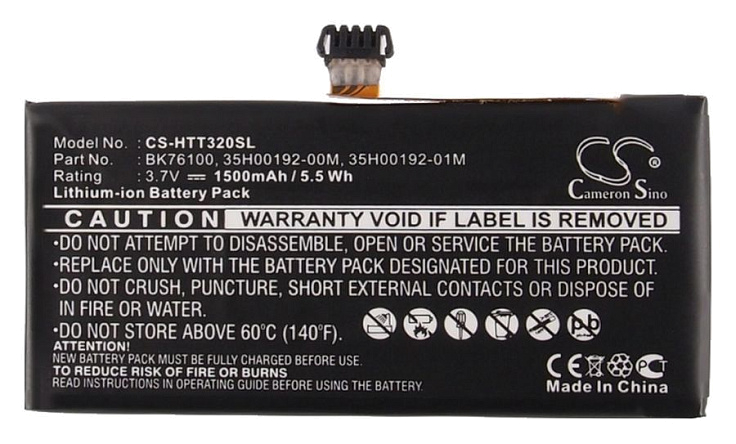 Model No. : CS-HTT320SL
Part No. : BK76100, 35H00192-00M, 35H00192-01M
Rating : 3.7V ⎓ 1500mAh / 5.5 Wh
Lithium-ion Battery Pack
CS
Cameron Sino
CAUTION WARRANTY VOID IF LABEL IS REMOVED
•DO NOT ATTEMPT TO DISASSEMBLE, OPEN OR SERVICE THE BATTERY PACK.
•REPLACE ONLY WITH THE BATTERY PACK DESIGNATED FOR THIS PRODUCT.
•DO NOT CRUSH, PUNCTURE, SHORT EXTERNAL CONTACTS OR DISPOSE OF
IN FIRE OR WATER.
•DO NOT STORE ABOVE 60°C (140°F).
Pb
ATTENTION!
NEW BATTERY PACK MUST BE FULLY CHARGED BEFORE IN USE
TO REDUCE RISK OF FIRE OR BURNS
READ INSTRUCTIONS IN OPERATING GUIDE BEFORE USING THE BATTERY.
CE
Made In China